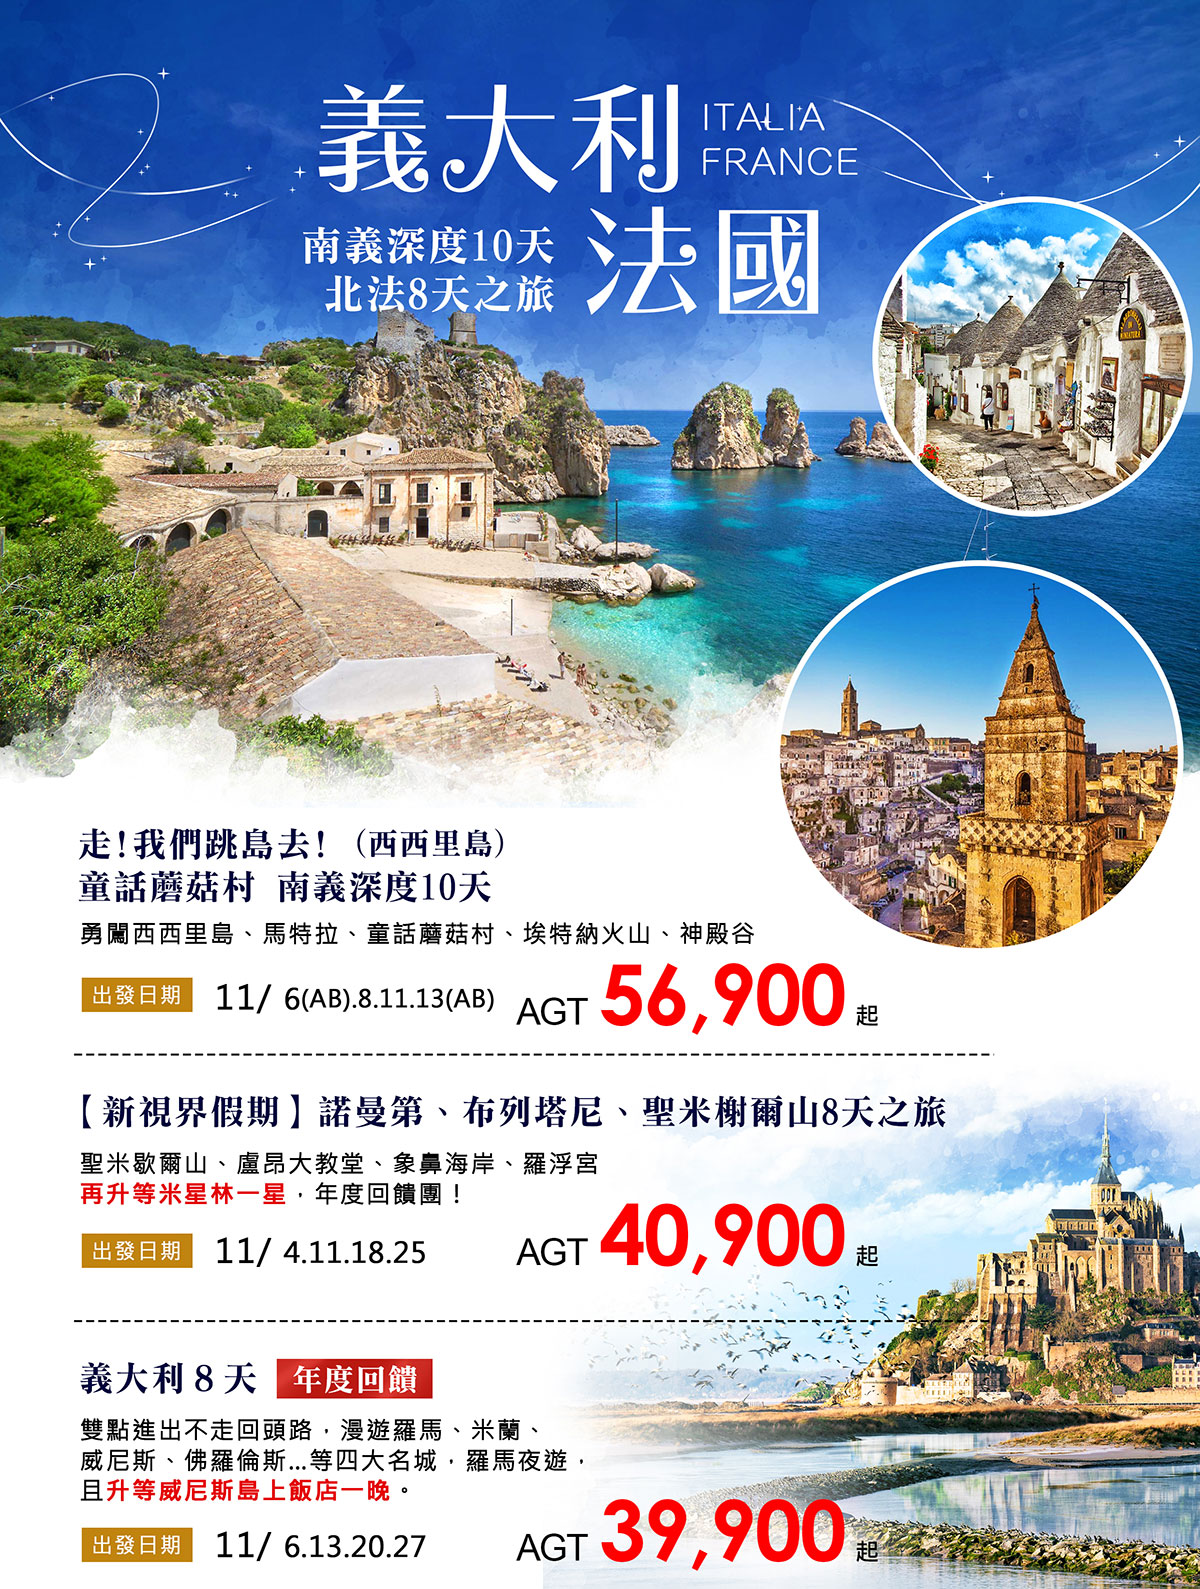 義大利 ITALIA
FRANCE
法國
南義深度10天
北法8天之旅
走!我們跳島去!（西西里島）
童話蘑菇村 南義深度10天
勇闖西西里島、馬特拉、童話蘑菇村、埃特納火山、神殿谷
出發日期 11/ 6(AB).8.11.13(AB) AGT 56,900 起
【新視界假期】諾曼第、布列塔尼、聖米榭爾山8天之旅
聖米歇爾山、盧昂大教堂、象鼻海岸、羅浮宮
再升等米星林一星，年度回饋團！
出發日期 11/ 4.11.18.25 AGT 40,900 起
義大利 8 天 年度回饋
雙點進出不走回頭路，漫遊羅馬、米蘭、
威尼斯、佛羅倫斯...等四大名城，羅馬夜遊，
且升等威尼斯島上飯店一晚。
出發日期 11/ 6.13.20.27 AGT 39,900 起